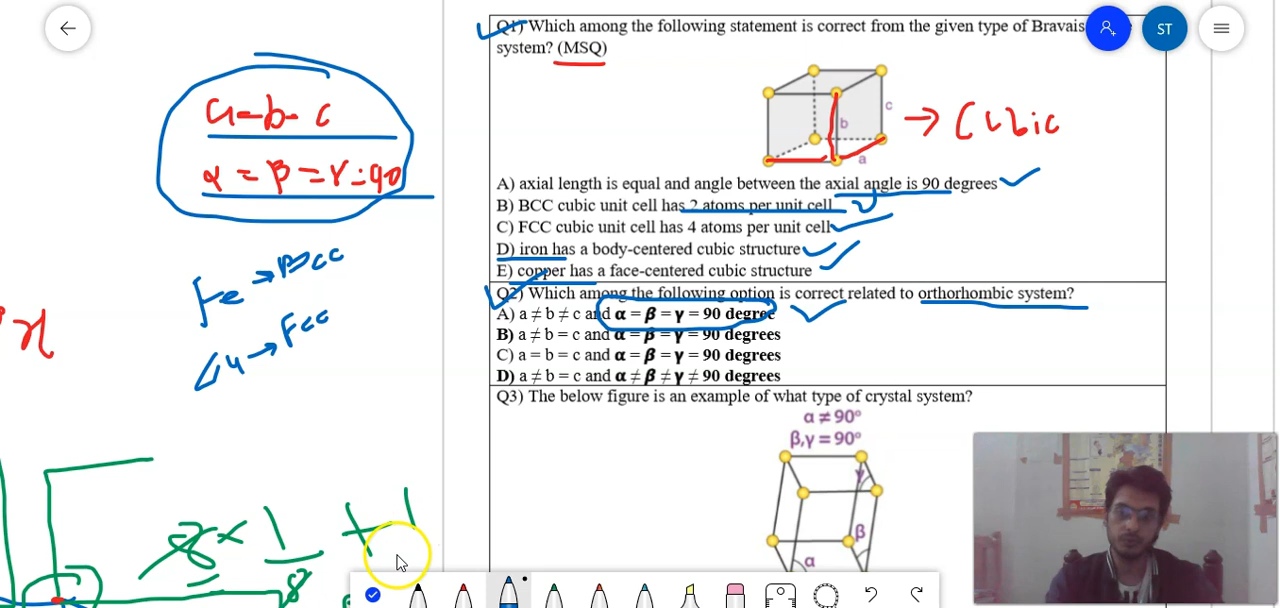 a=b=c
α = β = γ = 90
Fe → BCC
Cu → FCC
8 × 1/8 + 1
Q1) Which among the following statement is correct from the given type of Bravais
system? (MSQ)
b
c
a
→ Cubic
A) axial length is equal and angle between the axial angle is 90 degrees
B) BCC cubic unit cell has 2 atoms per unit cell
C) FCC cubic unit cell has 4 atoms per unit cell
D) iron has a body-centered cubic structure
E) copper has a face-centered cubic structure
Q2) Which among the following option is correct related to orthorhombic system?
A) a ≠ b ≠ c and α = β = γ = 90 degree
B) a ≠ b = c and α = β = γ = 90 degrees
C) a = b = c and α = β = γ = 90 degrees
D) a ≠ b = c and α ≠ β ≠ γ ≠ 90 degrees
Q3) The below figure is an example of what type of crystal system?
α ≠ 90°
β,γ = 90°
γ
β
α
ST